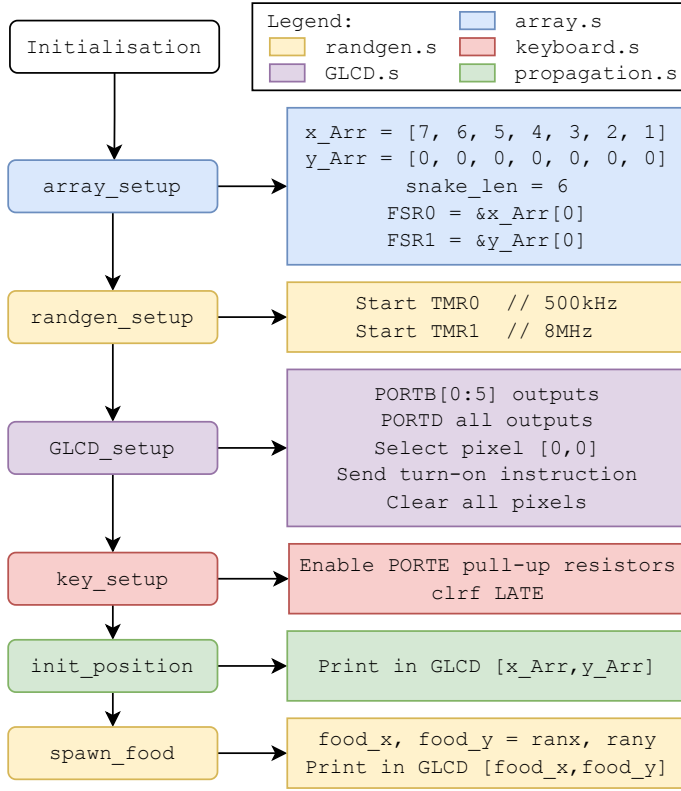 Initialisation
Legend:
randgen.s
GLCD.s
array.s
keyboard.s
propagation.s
array_setup
x_Arr = [7, 6, 5, 4, 3, 2, 1]
y_Arr = [0, 0, 0, 0, 0, 0, 0]
snake_len = 6
FSR0 = &x_Arr[0]
FSR1 = &y_Arr[0]
randgen_setup
Start TMR0 // 500kHz
Start TMR1 // 8MHz
GLCD_setup
PORTB[0:5] outputs
PORTD all outputs
Select pixel [0,0]
Send turn-on instruction
Clear all pixels
key_setup
Enable PORTE pull-up resistors
clrf LATE
init_position
Print in GLCD [x_Arr,y_Arr]
spawn_food
food_x, food_y = ranx, rany
Print in GLCD [food_x,food_y]